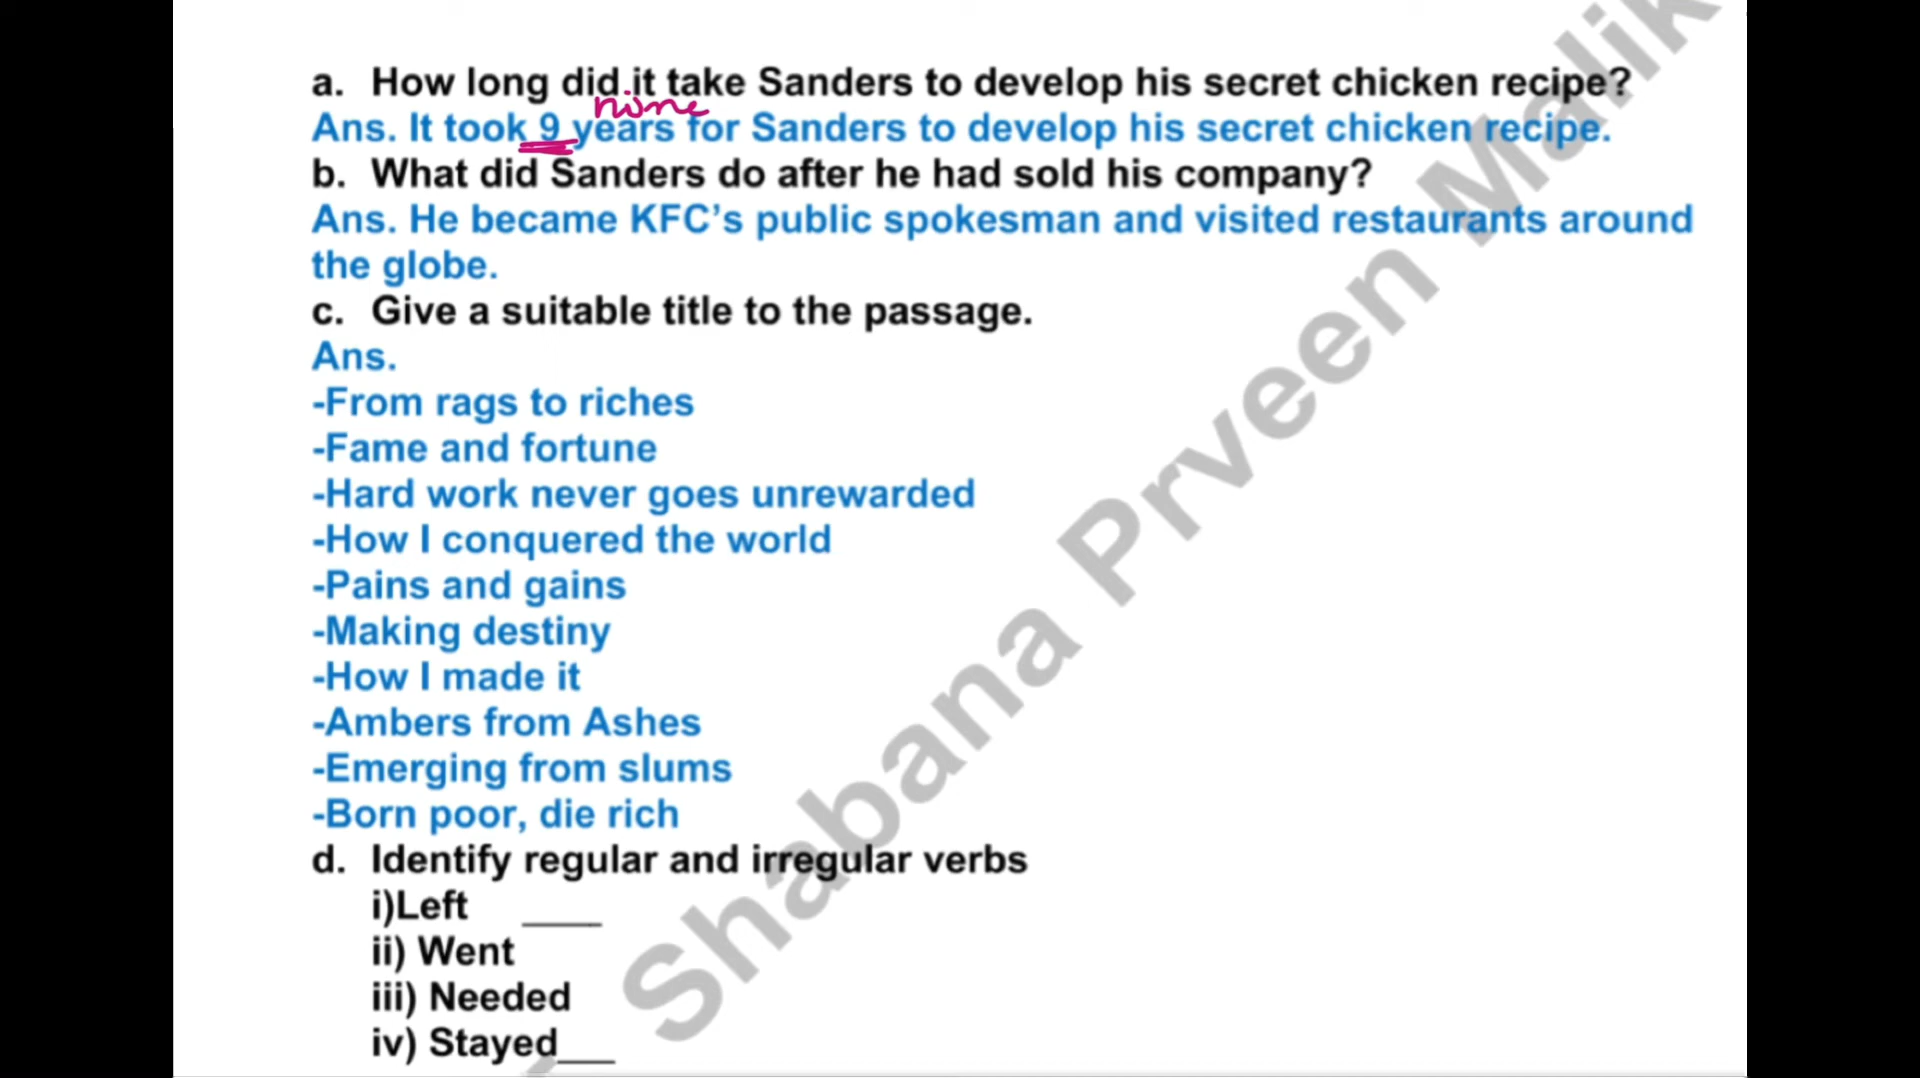 a. How long did it take Sanders to develop his secret chicken recipe?
nine
Ans. It took 9 years for Sanders to develop his secret chicken recipe.
b. What did Sanders do after he had sold his company?
Ans. He became KFC’s public spokesman and visited restaurants around
the globe.
c. Give a suitable title to the passage.
Ans.
-From rags to riches
-Fame and fortune
-Hard work never goes unrewarded
-How I conquered the world
-Pains and gains
-Making destiny
-How I made it
-Ambers from Ashes
-Emerging from slums
-Born poor, die rich
d. Identify regular and irregular verbs
i)Left ____
ii) Went
iii) Needed
iv) Stayed___
Shabana Prveen Malik